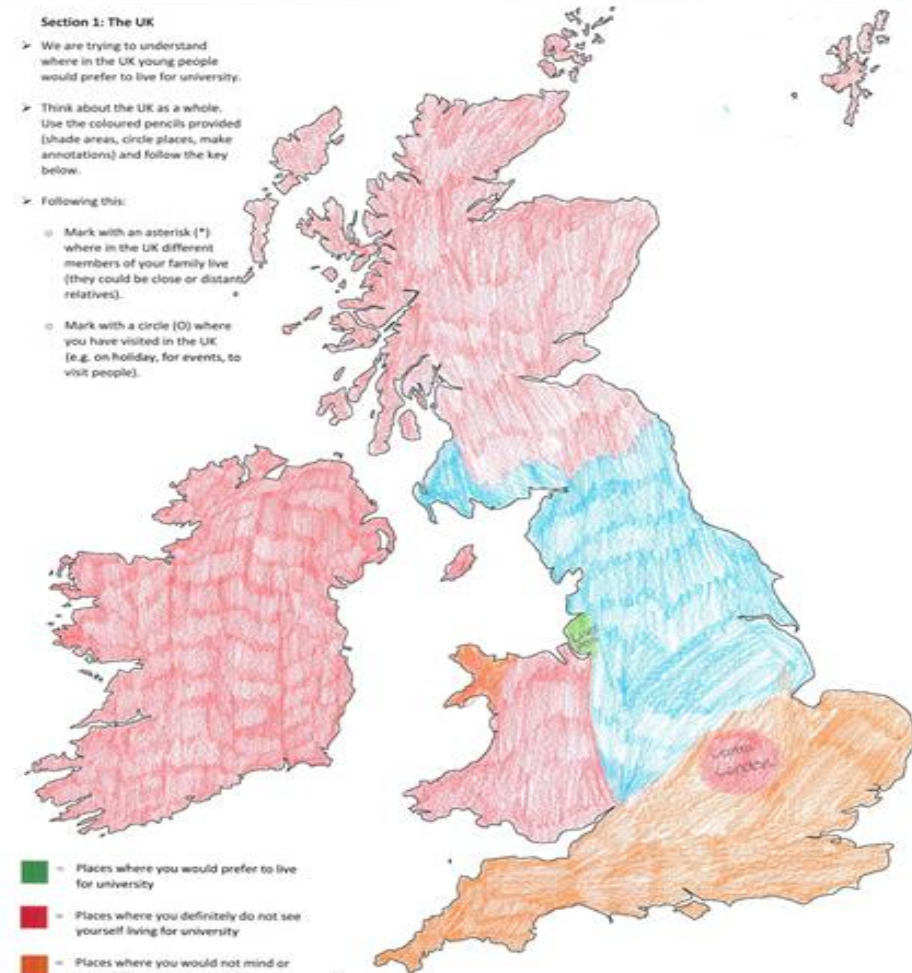 Section 1: The UK
➢ We are trying to understand
where in the UK young people
would prefer to live for university.
➢ Think about the UK as a whole.
Use the coloured pencils provided
(shade areas, circle places, make
annotations) and follow the key
below.
➢ Following this:
o Mark with an asterisk (*)
where in the UK different
members of your family live
(they could be close or distant
relatives).
o Mark with a circle (O) where
you have visited in the UK
(e.g. on holiday, for events, to
visit people).
London
= Places where you would prefer to live
for university
= Places where you definitely do not see
yourself living for university
= Places where you would not mind or